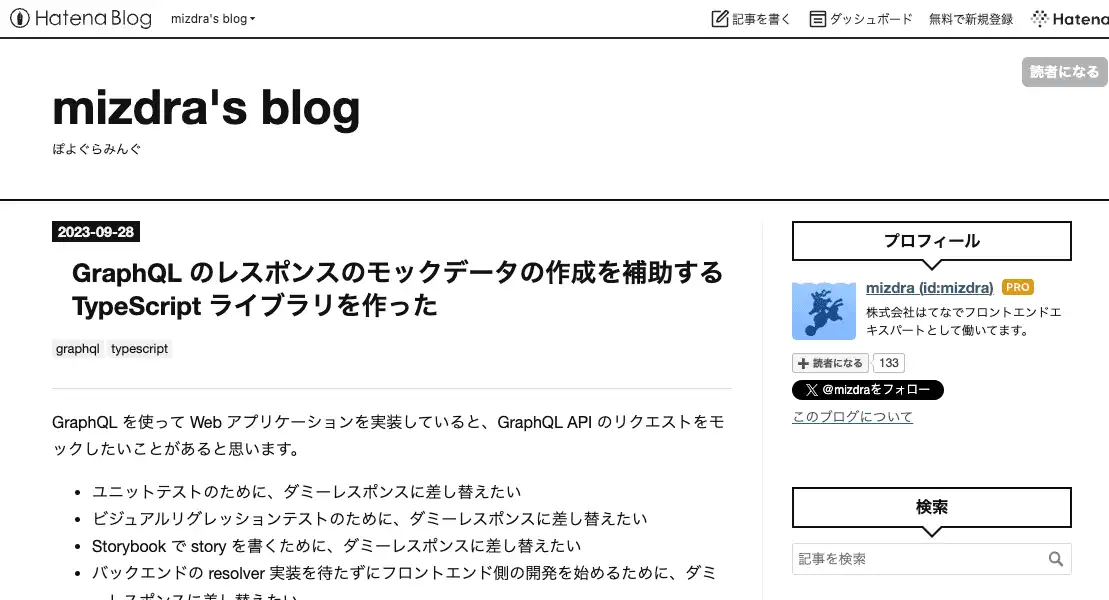 Hatena Blog
mizdra's blog
記事を書く
ダッシュボード
無料で新規登録
Hatena
読者になる
mizdra's blog
ぽよぐらみんぐ
2023-09-28
GraphQL のレスポンスのモックデータの作成を補助する
TypeScript ライブラリを作った
graphql typescript
GraphQL を使って Web アプリケーションを実装していると、GraphQL API のリクエストをモ
ックしたいことがあると思います。
• ユニットテストのために、ダミーレスポンスに差し替えたい
• ビジュアルリグレッションテストのために、ダミーレスポンスに差し替えたい
• Storybook で story を書くために、ダミーレスポンスに差し替えたい
• バックエンドの resolver 実装を待たずにフロントエンド側の開発を始めるために、ダミ
ーレスポンスに差し替えたい
プロフィール
mizdra (id:mizdra) PRO
株式会社はてなでフロントエンドエ
キスパートとして働いてます。
読者になる 133
@mizdraをフォロー
このブログについて
検索
記事を検索